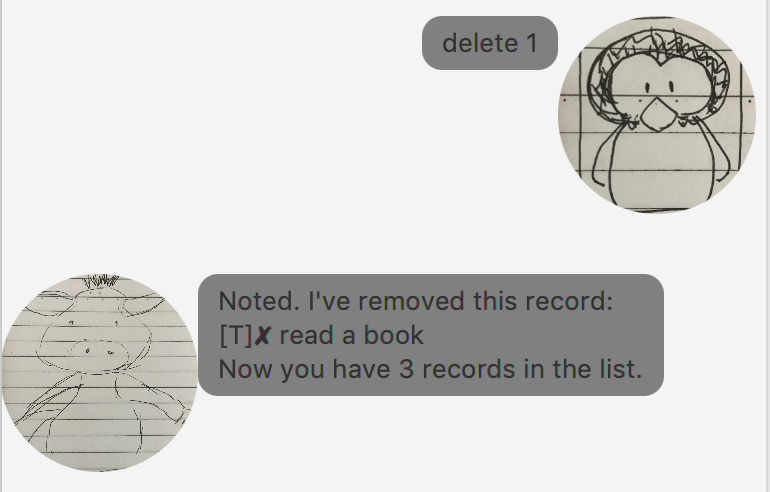 delete 1
Noted. I've removed this record:
[T]✘ read a book
Now you have 3 records in the list.